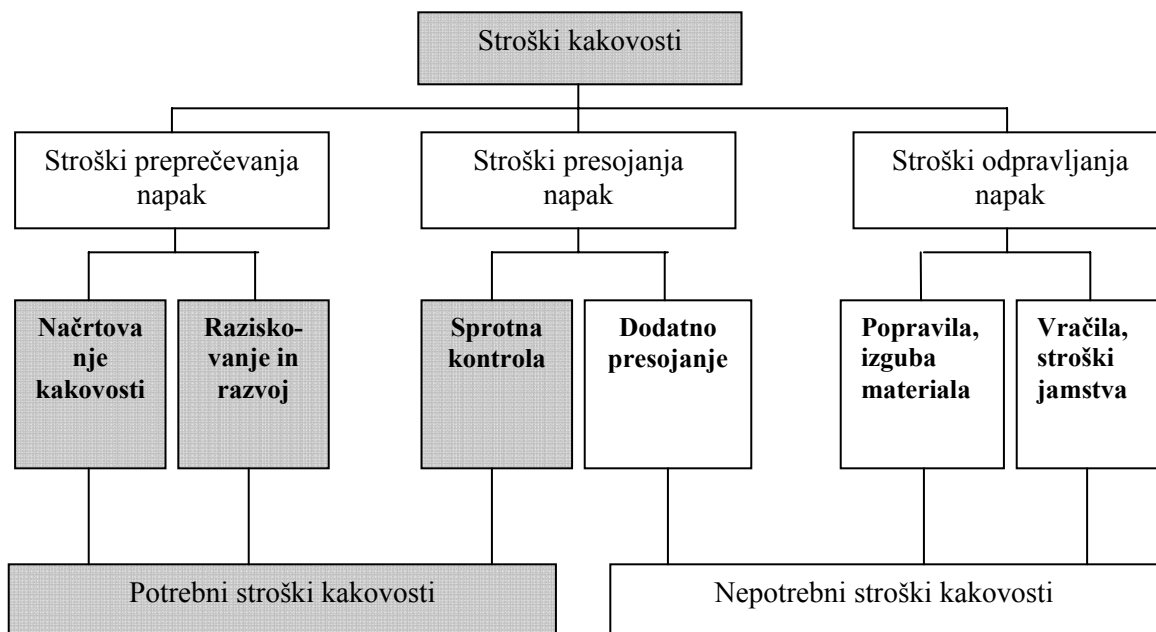 Stroški kakovosti
Stroški preprečevanja
napak
Stroški presojanja
napak
Stroški odpravljanja
napak
Načrtova
nje
kakovosti
Razisko-
vanje in
razvoj
Sprotna
kontrola
Dodatno
presojanje
Popravila,
izguba
materiala
Vračila,
stroški
jamstva
Potrebni stroški kakovosti
Nepotrebni stroški kakovosti